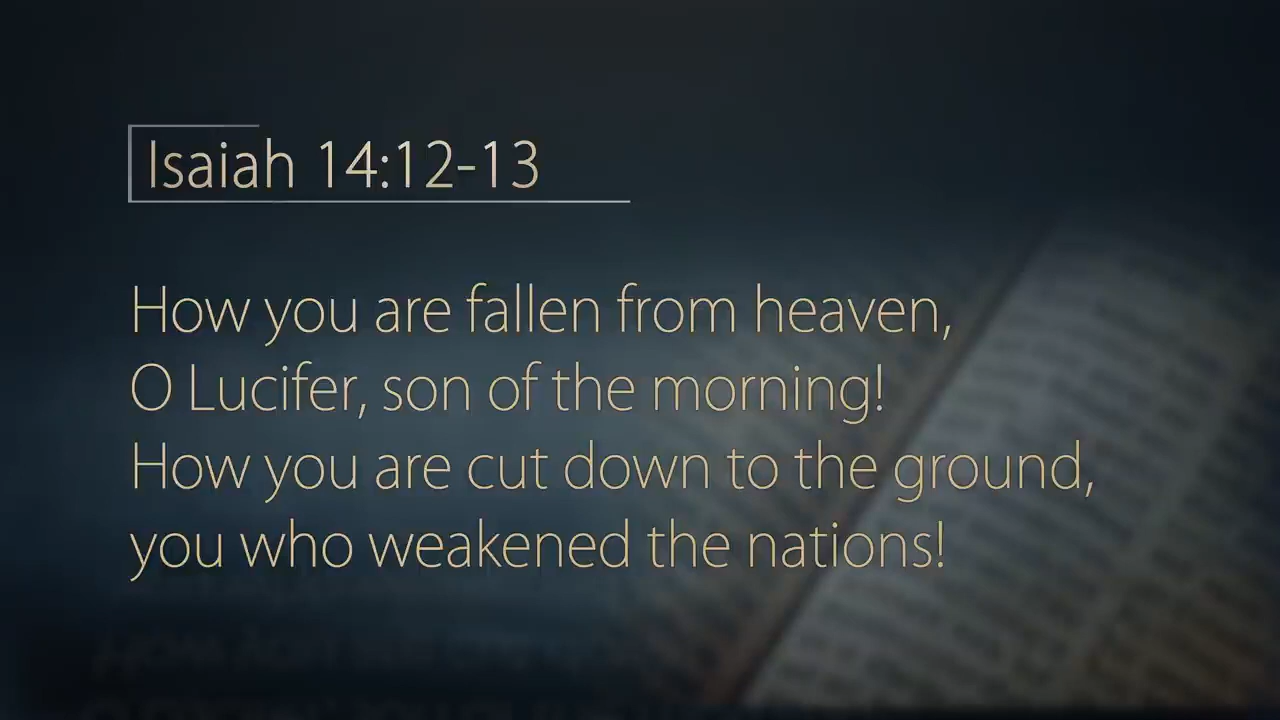 Isaiah 14:12-13
How you are fallen from heaven,
O Lucifer, son of the morning!
How you are cut down to the ground,
you who weakened the nations!